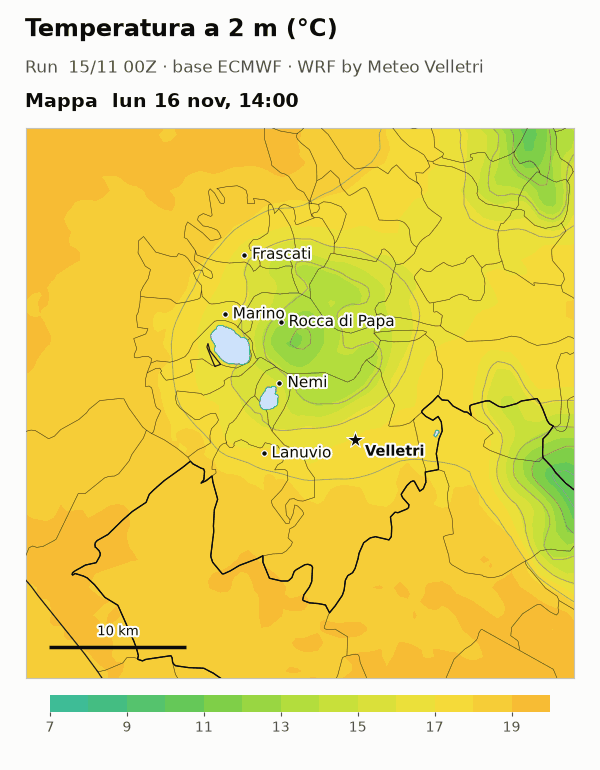 Temperatura a 2 m (°C)
Run  15/11 00Z · base ECMWF · WRF by Meteo Velletri
Mappa  lun 16 nov, 14:00
Frascati
Marino
Rocca di Papa
Nemi
Velletri
Lanuvio
10 km
7 9 11 13 15 17 19